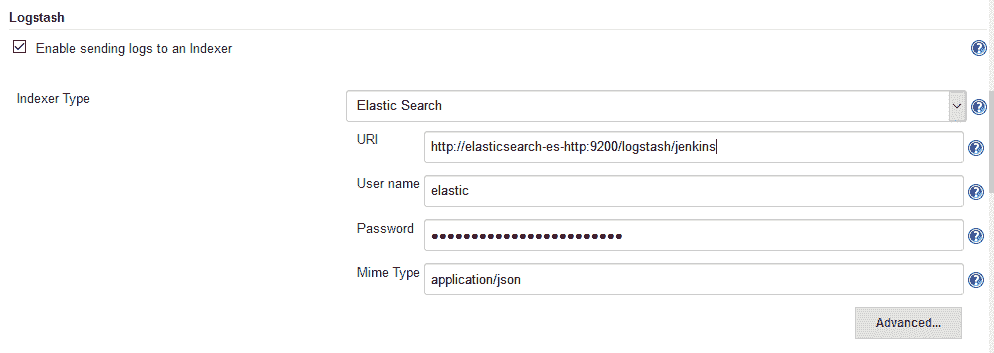 Logstash
Enable sending logs to an Indexer
Indexer Type
Elastic Search
URI
http://elasticsearch-es-http:9200/logstash/jenkins
User name
elastic
Password
●●●●●●●●●●●●●●●●●●●●●●●●
Mime Type
application/json
Advanced...